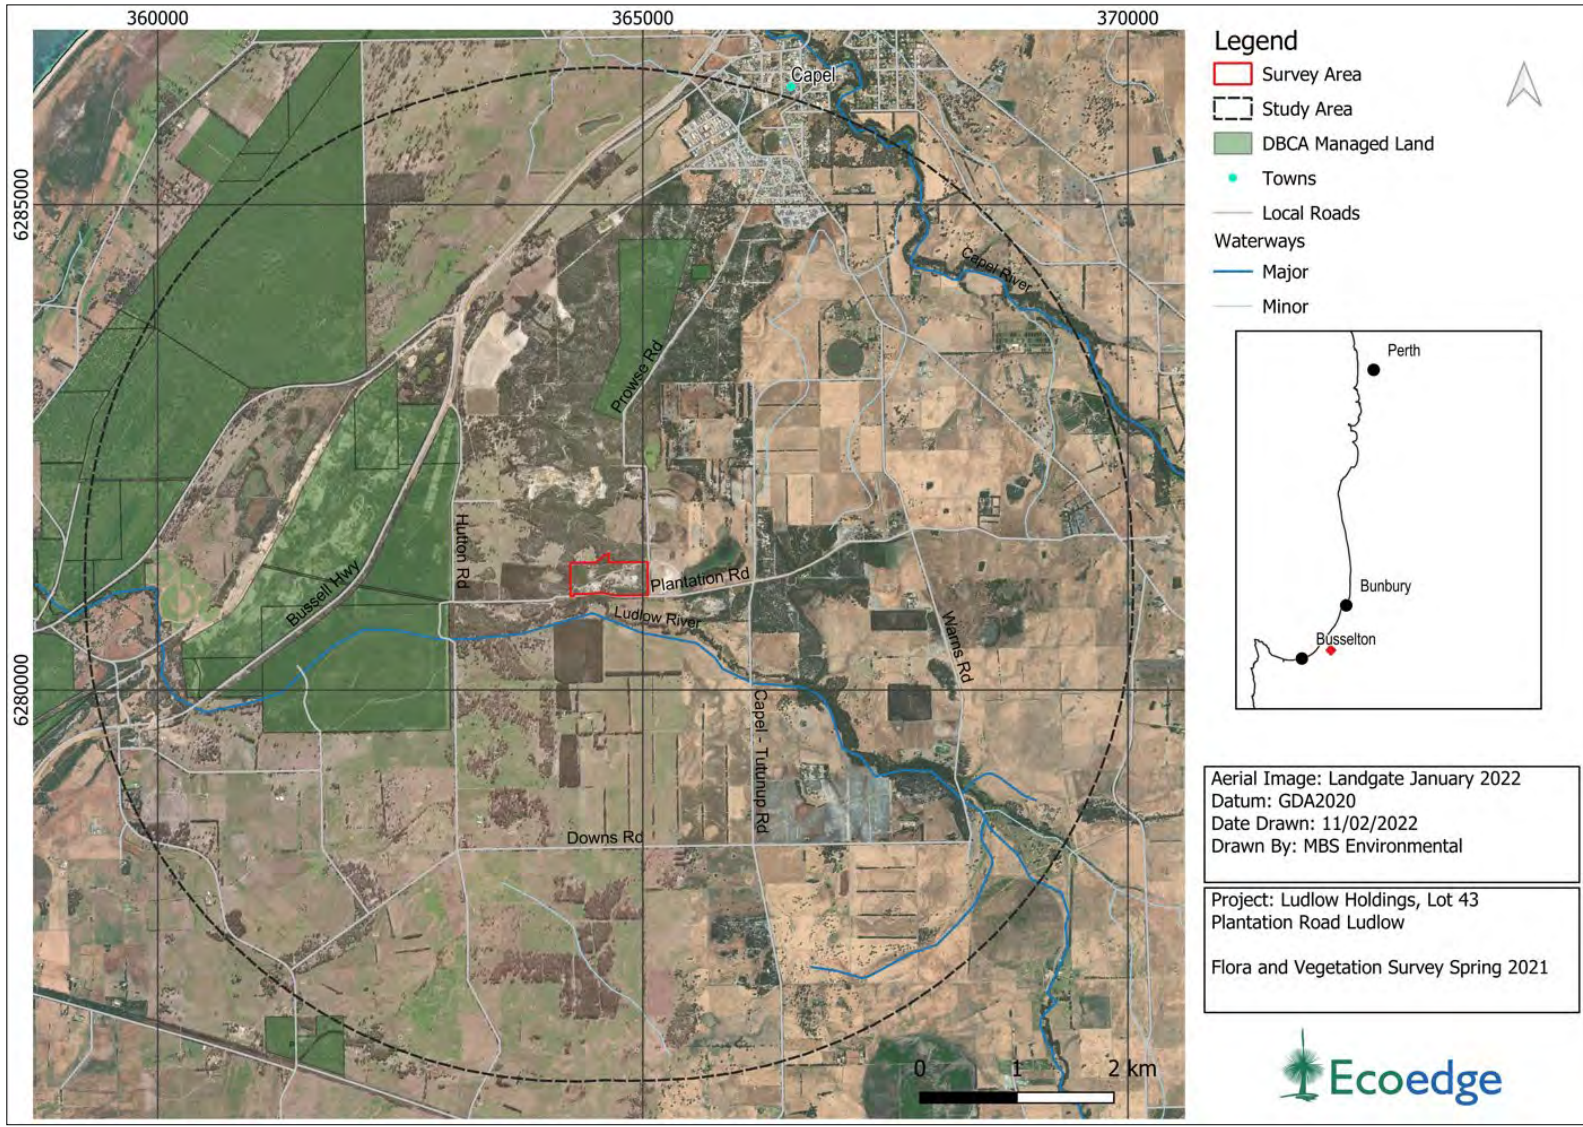 360000
365000
370000
6285000
6280000
Capel
Capel River
Prowse Rd
Hutton Rd
Bussell Hwy
Plantation Rd
Ludlow River
Warns Rd
Capel - Tutunup Rd
Downs Rd
0 1 2 km
Legend
Survey Area
Study Area
DBCA Managed Land
Towns
Local Roads
Waterways
Major
Minor
Perth
Bunbury
Busselton
Aerial Image: Landgate January 2022
Datum: GDA2020
Date Drawn: 11/02/2022
Drawn By: MBS Environmental
Project: Ludlow Holdings, Lot 43
Plantation Road Ludlow
Flora and Vegetation Survey Spring 2021
Ecoedge